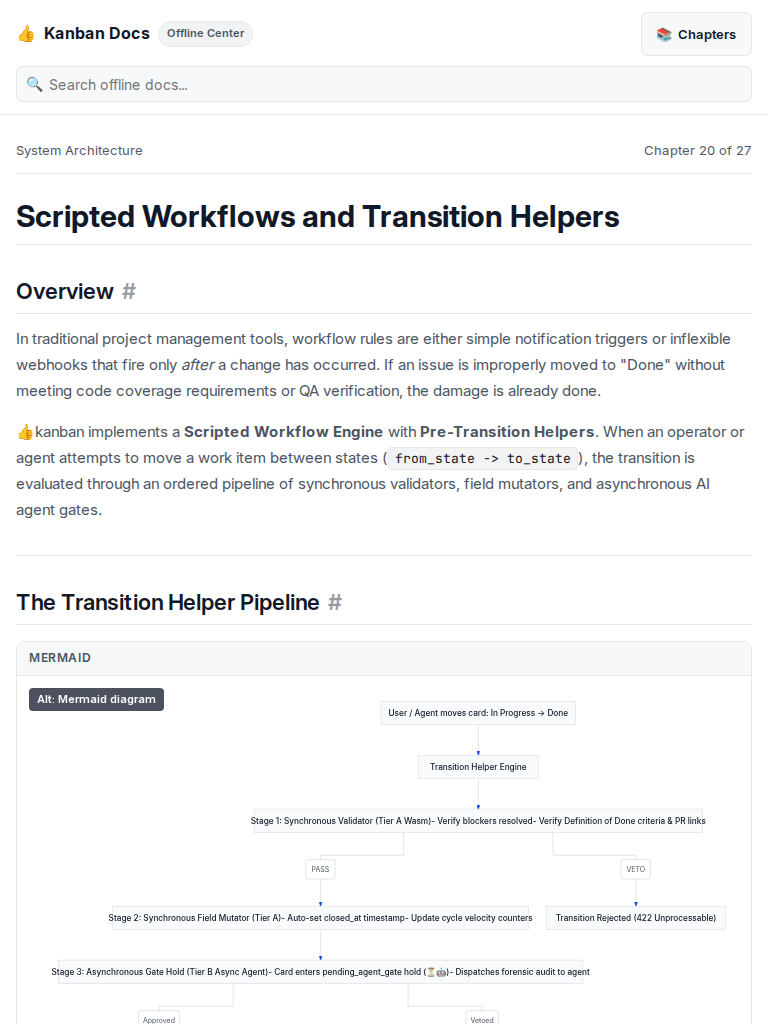 👍 Kanban Docs Offline Center
📚 Chapters
🔍 Search offline docs...
System Architecture
Chapter 20 of 27
Scripted Workflows and Transition Helpers
Overview #
In traditional project management tools, workflow rules are either simple notification triggers or inflexible
webhooks that fire only after a change has occurred. If an issue is improperly moved to "Done" without
meeting code coverage requirements or QA verification, the damage is already done.
👍kanban implements a Scripted Workflow Engine with Pre-Transition Helpers. When an operator or
agent attempts to move a work item between states ( from_state -> to_state ), the transition is
evaluated through an ordered pipeline of synchronous validators, field mutators, and asynchronous AI
agent gates.
The Transition Helper Pipeline #
MERMAID
Alt: Mermaid diagram
User / Agent moves card: In Progress → Done
Transition Helper Engine
Stage 1: Synchronous Validator (Tier A Wasm)- Verify blockers resolved- Verify Definition of Done criteria & PR links
PASS
VETO
Stage 2: Synchronous Field Mutator (Tier A)- Auto-set closed_at timestamp- Update cycle velocity counters
Transition Rejected (422 Unprocessable)
Stage 3: Asynchronous Gate Hold (Tier B Async Agent)- Card enters pending_agent_gate hold (⏳🤖)- Dispatches forensic audit to agent
Approved
Vetoed